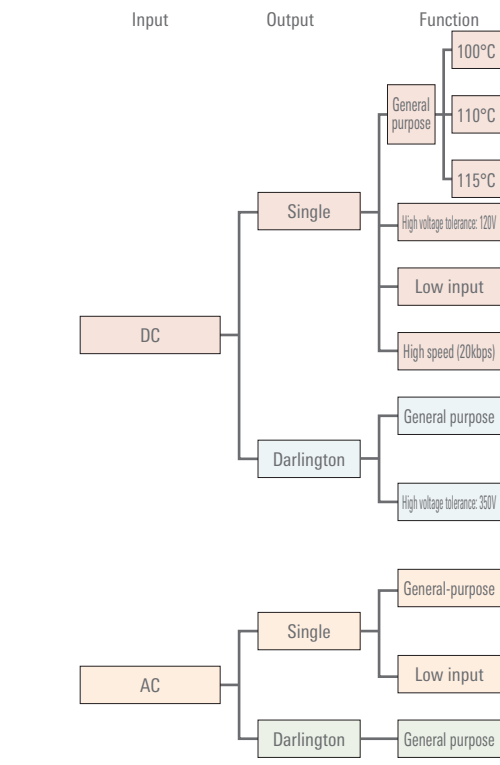 Input
Output
Function
100°C
General
purpose
110°C
115°C
Single
High voltage tolerance: 120V
Low input
DC
High speed (20kbps)
General purpose
Darlington
High voltage tolerance: 350V
General-purpose
Single
Low input
AC
Darlington
General purpose